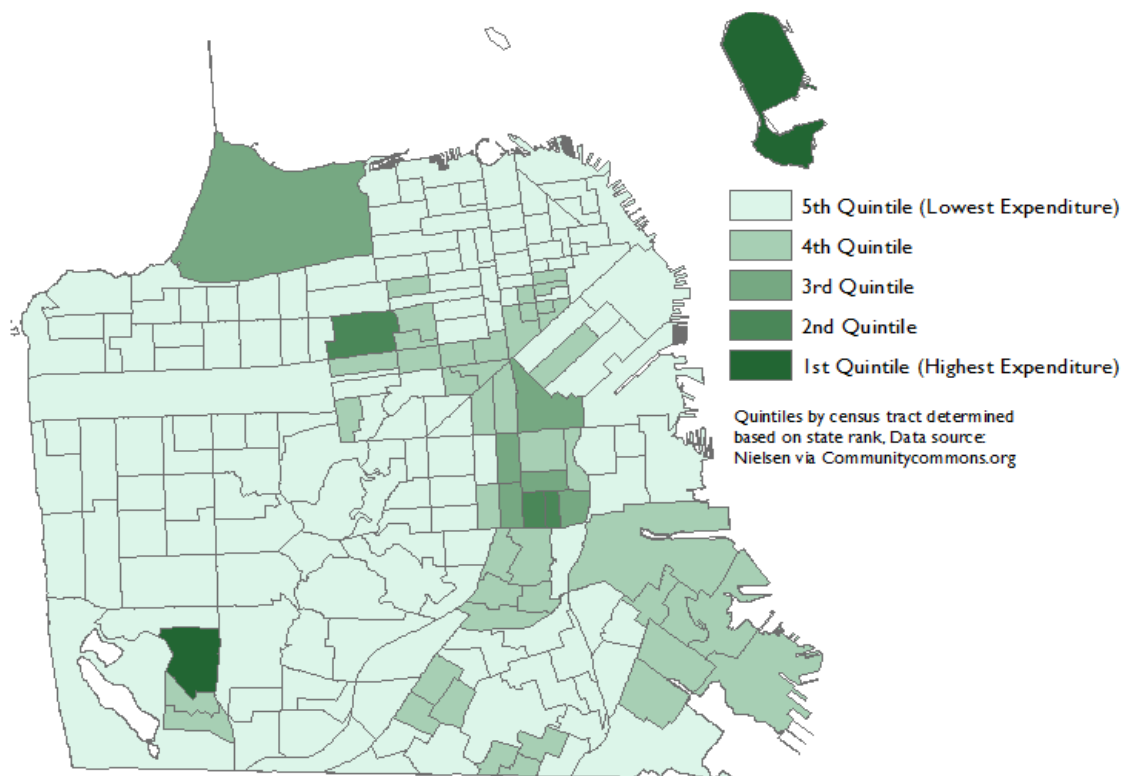 5th Quintile (Lowest Expenditure)
4th Quintile
3rd Quintile
2nd Quintile
1st Quintile (Highest Expenditure)
Quintiles by census tract determined
based on state rank, Data source:
Nielsen via Communitycommons.org